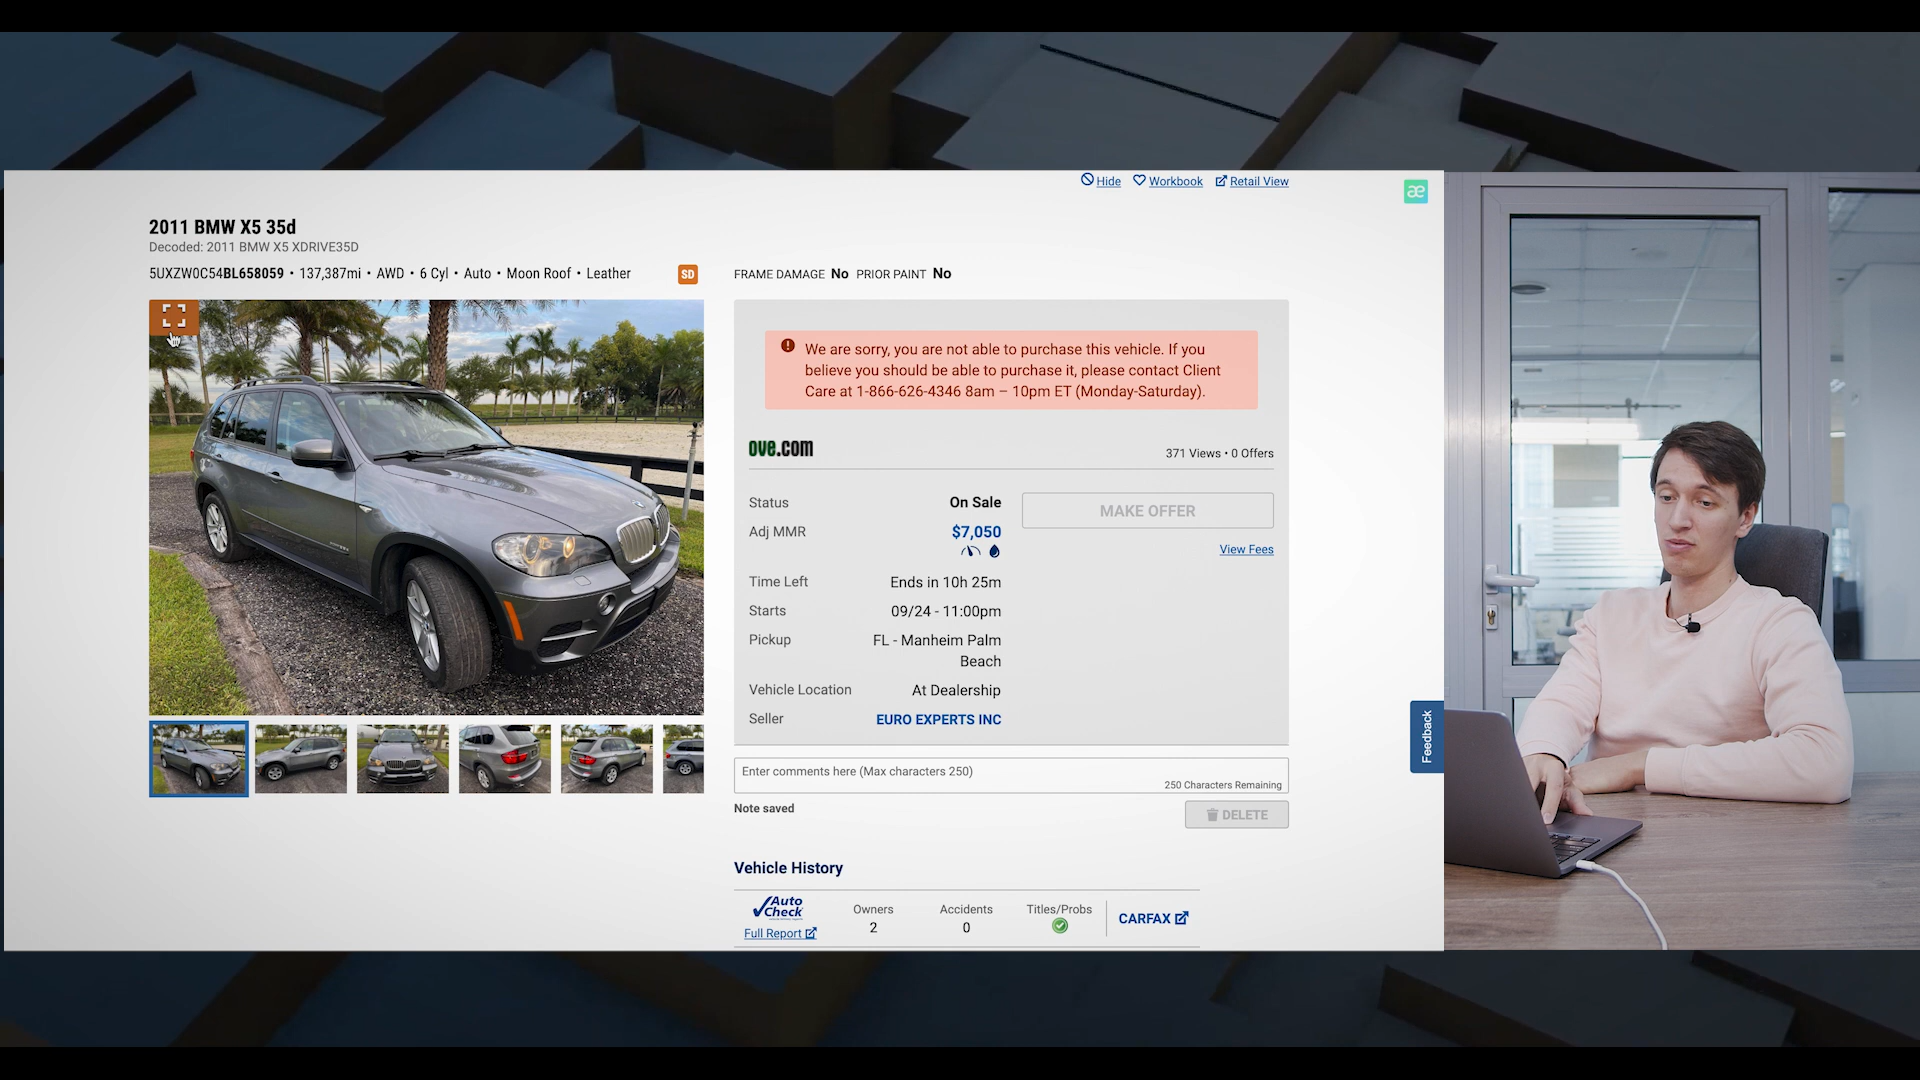 Hide Workbook Retail View
æ
2011 BMW X5 35d
Decoded: 2011 BMW X5 XDRIVE35D
5UXZW0C54BL658059 • 137,387mi • AWD • 6 Cyl • Auto • Moon Roof • Leather
SD
FRAME DAMAGE No PRIOR PAINT No
We are sorry, you are not able to purchase this vehicle. If you
believe you should be able to purchase it, please contact Client
Care at 1-866-626-4346 8am – 10pm ET (Monday-Saturday).
ove.com
371 Views • 0 Offers
Status On Sale
MAKE OFFER
Adj MMR $7,050
View Fees
Time Left Ends in 10h 25m
Starts 09/24 - 11:00pm
Pickup FL - Manheim Palm
Beach
Vehicle Location At Dealership
Seller EURO EXPERTS INC
Feedback
Enter comments here (Max characters 250)
250 Characters Remaining
Note saved
DELETE
Vehicle History
Auto
Check
Full Report
Owners
2
Accidents
0
Titles/Probs
CARFAX